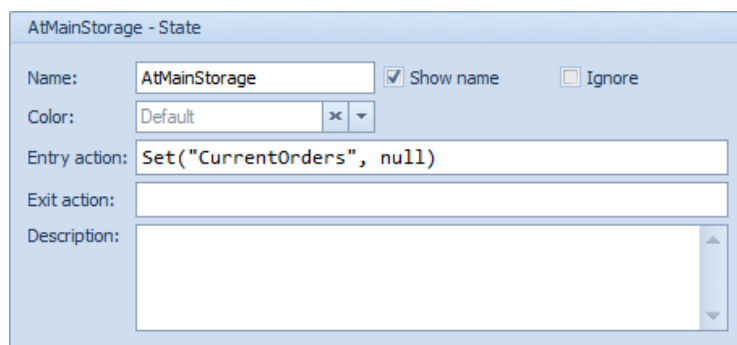 AtMainStorage - State
Name: AtMainStorage Show name Ignore
Color: Default
Entry action: Set("CurrentOrders", null)
Exit action:
Description: